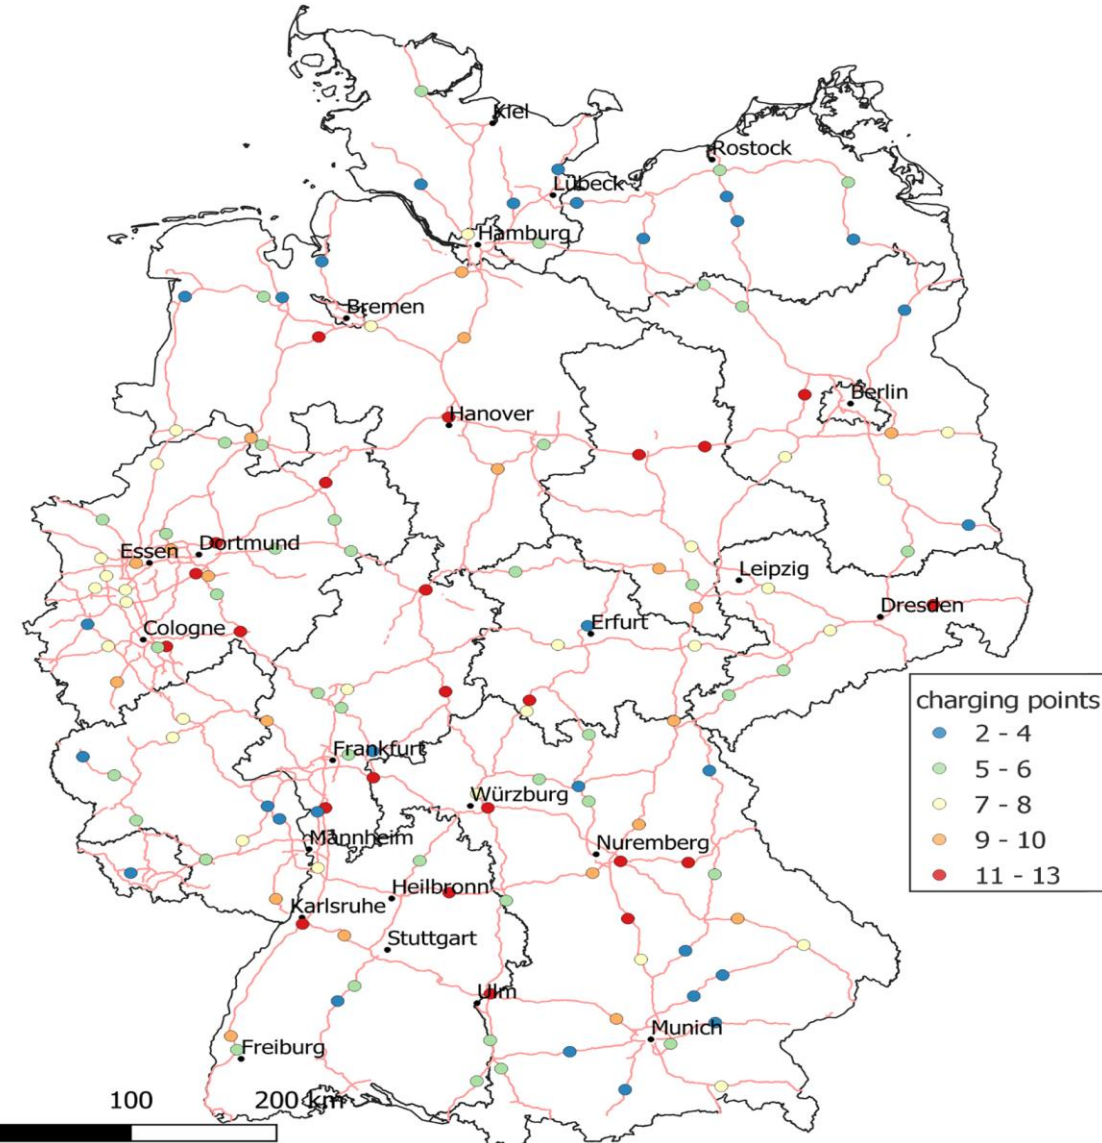 Kiel
Rostock
Lübeck
Hamburg
Bremen
Berlin
Hanover
Dortmund
Essen
Leipzig
Dresden
Cologne
Erfurt
charging points
2 - 4
5 - 6
7 - 8
9 - 10
11 - 13
Frankfurt
Würzburg
Mannheim
Nuremberg
Heilbronn
Karlsruhe
Stuttgart
Ulm
Munich
Freiburg
100 200 km